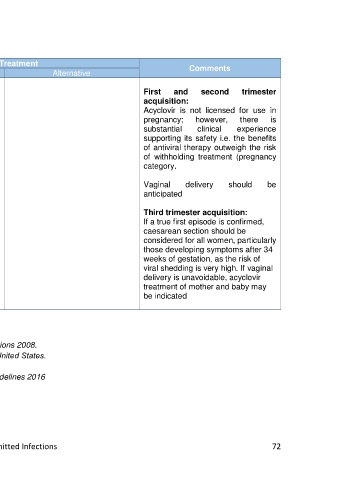 Treatment
Comments
Alternative
First and second trimester
acquisition:
Acyclovir is not licensed for use in
pregnancy; however, there is
substantial clinical experience
supporting its safety i.e. the benefits
of antiviral therapy outweigh the risk
of withholding treatment (pregnancy
category.
Vaginal delivery should be
anticipated
Third trimester acquisition:
If a true first episode is confirmed,
caesarean section should be
considered for all women, particularly
those developing symptoms after 34
weeks of gestation, as the risk of
viral shedding is very high. If vaginal
delivery is unavoidable, acyclovir
treatment of mother and baby may
be indicated
ions 2008.
nited States.
delines 2016
mitted Infections 72